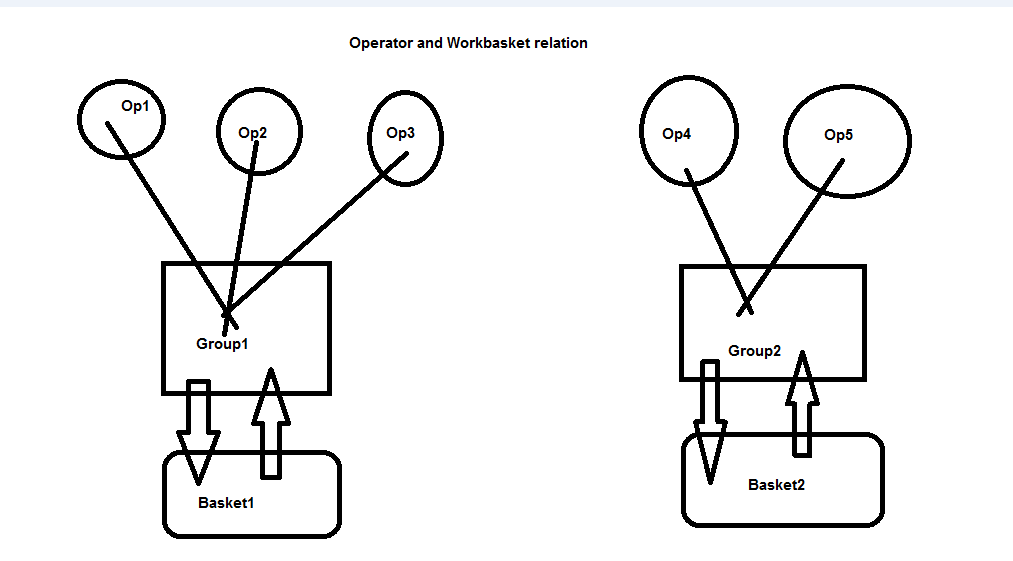 Operator and Workbasket relation
Op1
Op2
Op3
Op4
Op5
Group1
Group2
Basket1
Basket2